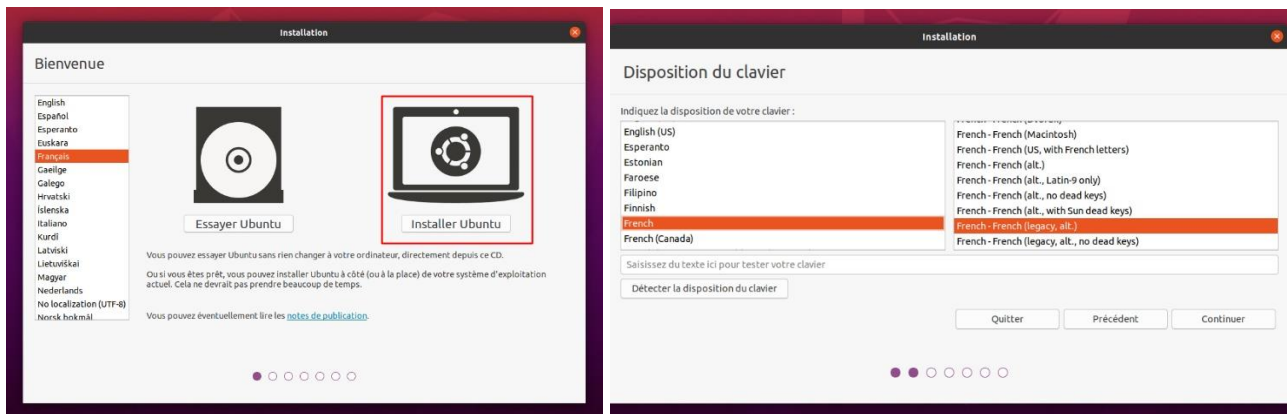 Installation
Bienvenue
English
Español
Esperanto
Euskara
Français
Gaeilge
Galego
Hrvatski
Íslenska
Italiano
Kurdî
Latviski
Lietuviškai
Magyar
Nederlands
No localization (UTF-8)
Norsk bokmål
Essayer Ubuntu
Installer Ubuntu
Vous pouvez essayer Ubuntu sans rien changer à votre ordinateur, directement depuis ce CD.
Ou si vous êtes prêt, vous pouvez installer Ubuntu à côté (ou à la place) de votre système d'exploitation
actuel. Cela ne devrait pas prendre beaucoup de temps.
Vous pouvez éventuellement lire les notes de publication.
Installation
Disposition du clavier
Indiquez la disposition de votre clavier :
English (US)
Esperanto
Estonian
Faroese
Filipino
Finnish
French
French (Canada)
French - French (Macintosh)
French - French (US, with French letters)
French - French (alt.)
French - French (alt., Latin-9 only)
French - French (alt., no dead keys)
French - French (alt., with Sun dead keys)
French - French (legacy, alt.)
French - French (legacy, alt., no dead keys)
Saisissez du texte ici pour tester votre clavier
Détecter la disposition du clavier
Quitter
Précédent
Continuer